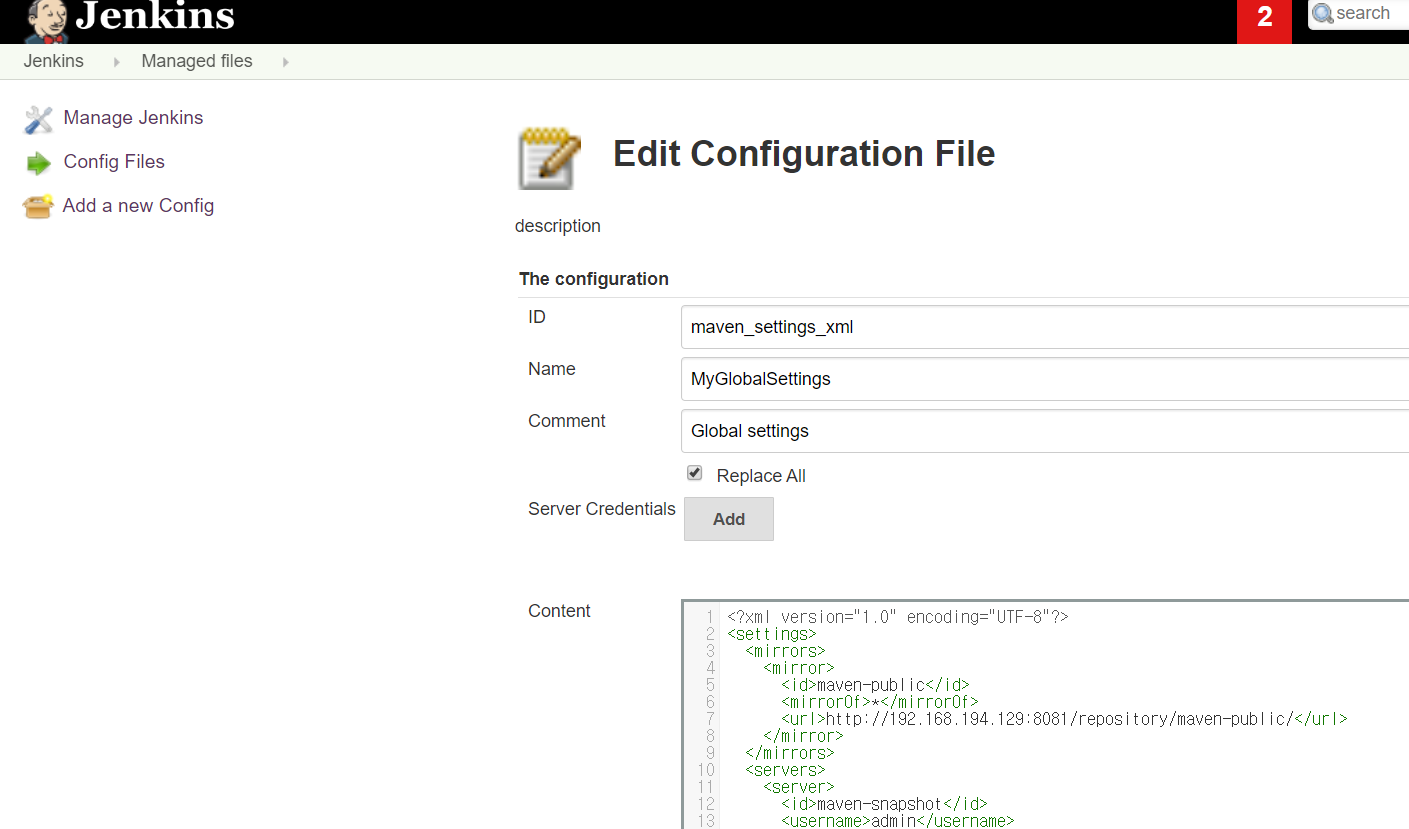 Jenkins
2
search
Jenkins
Managed files
Manage Jenkins
Config Files
Add a new Config
Edit Configuration File
description
The configuration
ID
maven_settings_xml
Name
MyGlobalSettings
Comment
Global settings
Replace All
Server Credentials
Add
Content
1 <?xml version="1.0" encoding="UTF-8"?>
2 <settings>
3 <mirrors>
4 <mirror>
5 <id>maven-public</id>
6 <mirrorOf>*</mirrorOf>
7 <url>http://192.168.194.129:8081/repository/maven-public/</url>
8 </mirror>
9 </mirrors>
10 <servers>
11 <server>
12 <id>maven-snapshot</id>
13 <username>admin</username>